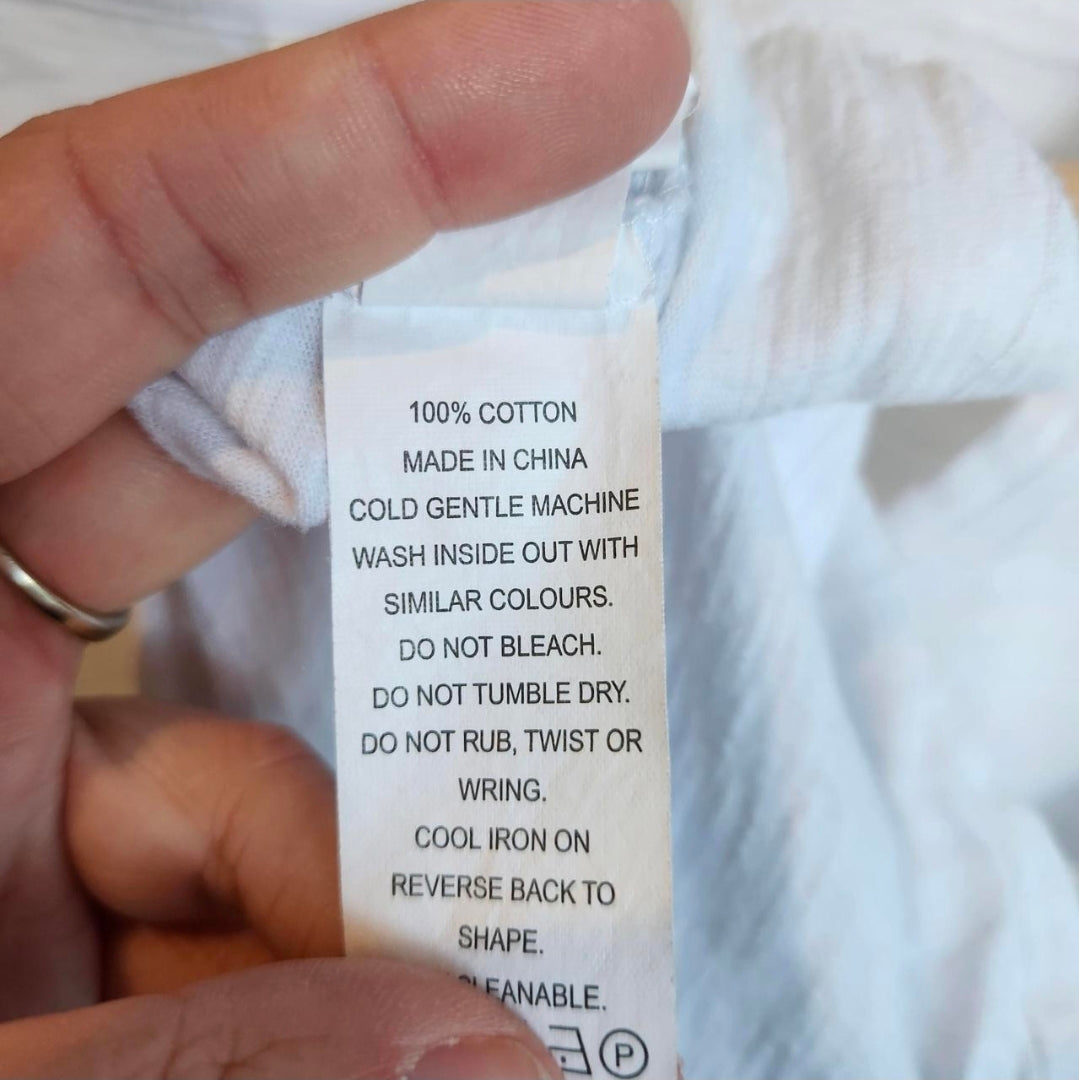 100% COTTON
MADE IN CHINA
COLD GENTLE MACHINE
WASH INSIDE OUT WITH
SIMILAR COLOURS.
DO NOT BLEACH.
DO NOT TUMBLE DRY.
DO NOT RUB, TWIST OR
WRING.
COOL IRON ON
REVERSE BACK TO
SHAPE.
CLEANABLE.
P